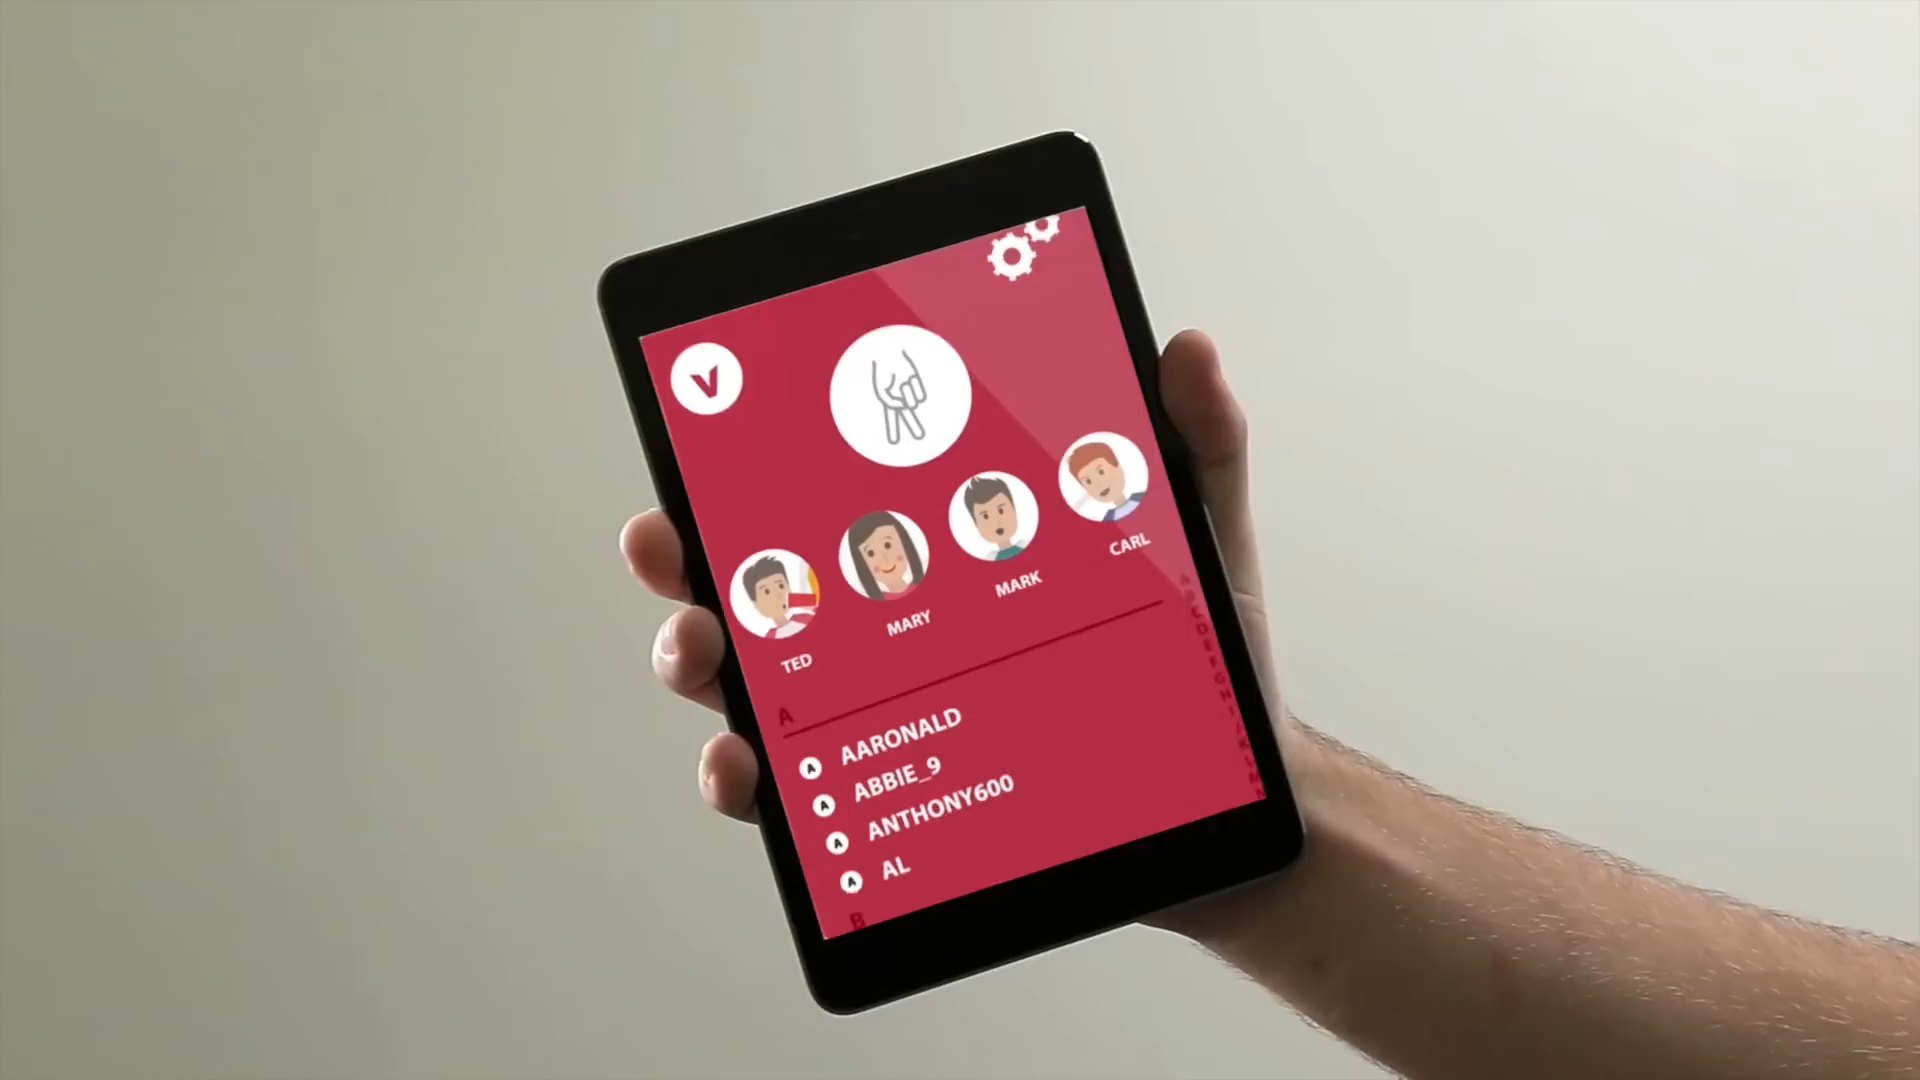 V
TED
MARY
MARK
CARL
A
A AARONALD
A ABBIE_9
A ANTHONY600
A AL
B
A
C
D
E
F
G
H
I
J
K
L
M
N